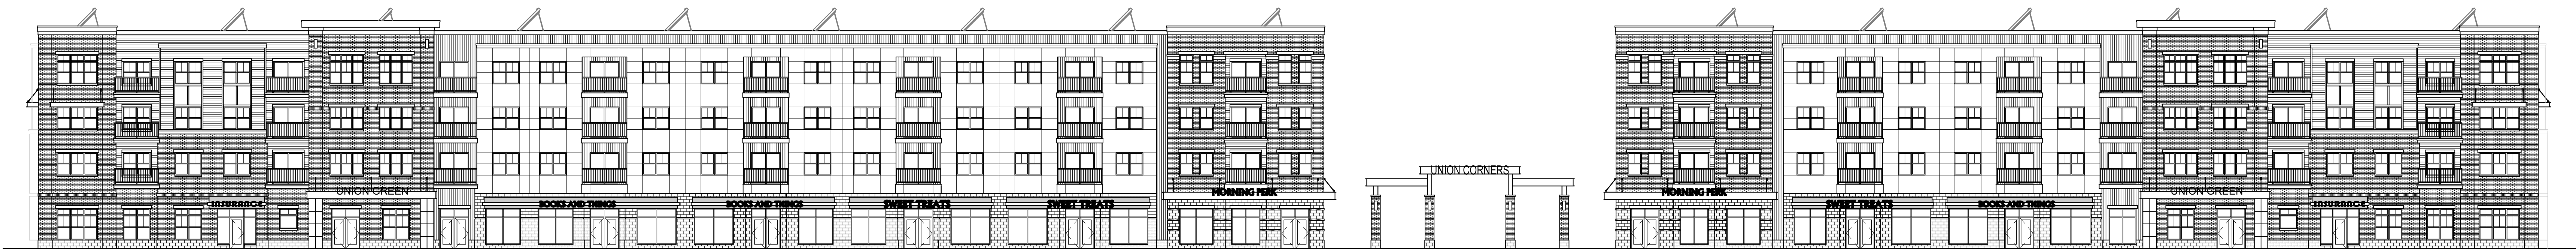 UNION GREEN
INSURANCE
BOOKS AND THINGS
BOOKS AND THINGS
SWEET TREATS
SWEET TREATS
MORNING PERK
UNION CORNERS
MORNING PERK
SWEET TREATS
BOOKS AND THINGS
UNION GREEN
INSURANCE